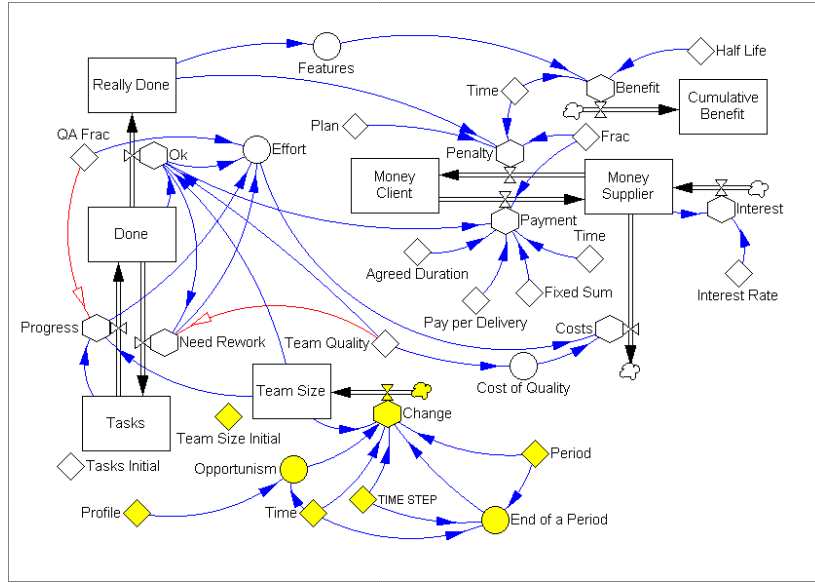 Half Life
Features
Really Done
Time
Benefit
Cumulative
Benefit
Plan
QA Frac
Ok
Effort
Frac
Penalty
Money
Client
Money
Supplier
Interest
Payment
Done
Time
Agreed Duration
Interest Rate
Fixed Sum
Pay per Delivery
Progress
Need Rework
Team Quality
Costs
Cost of Quality
Team Size
Tasks
Change
Team Size Initial
Tasks Initial
Opportunism
Period
TIME STEP
Profile
Time
End of a Period